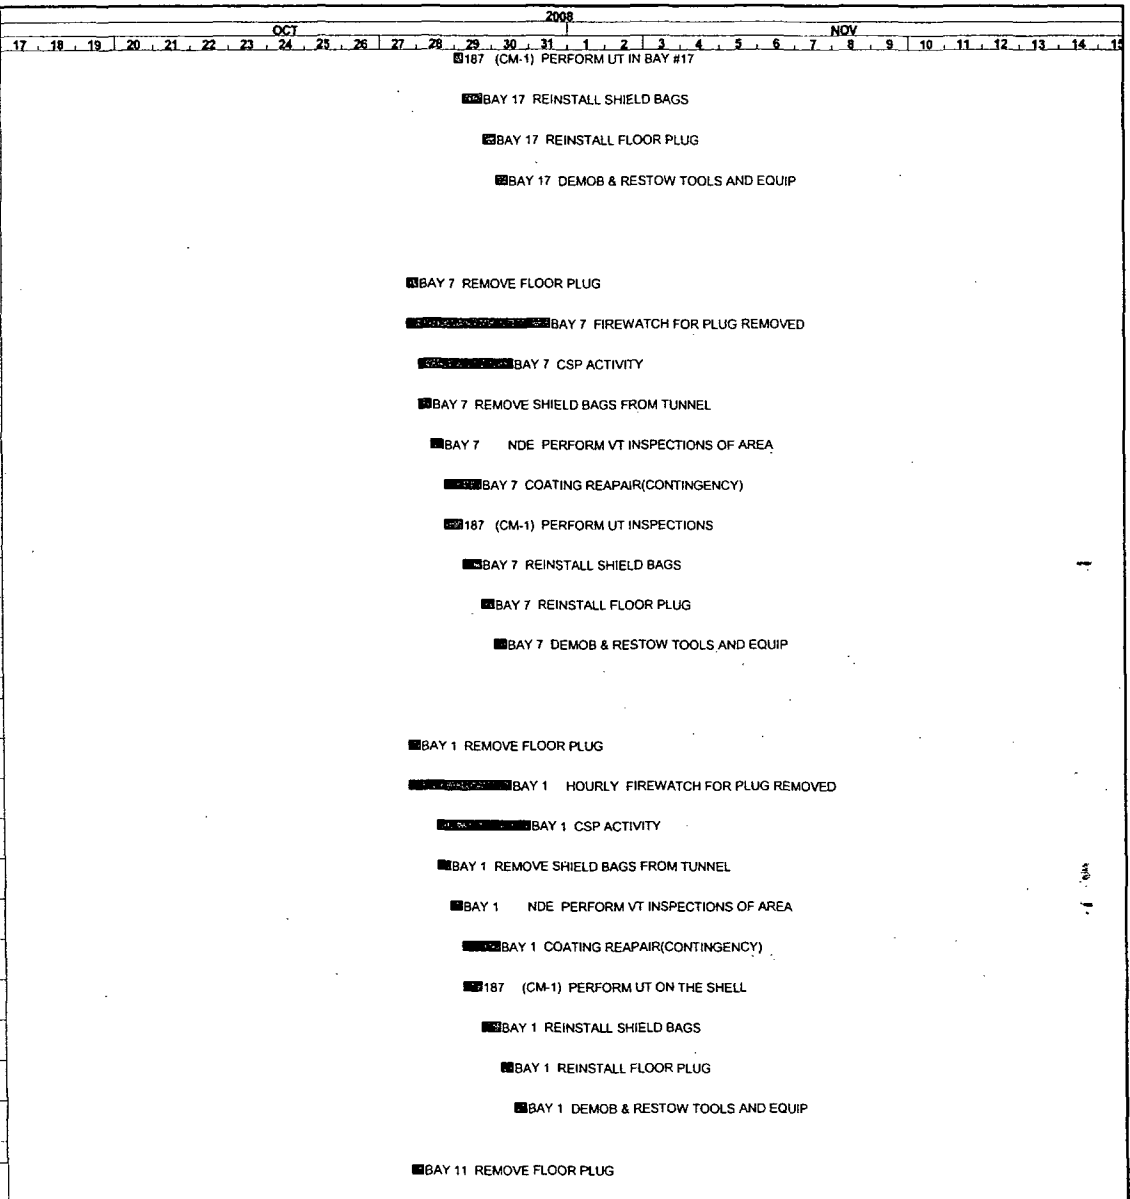 2008
OCT NOV
17 18 19 20 21 22 23 24 25 26 27 28 29 30 31 1 2 3 4 5 6 7 8 9 10 11 12 13 14 15
187 (CM-1) PERFORM UT IN BAY #17
BAY 17 REINSTALL SHIELD BAGS
BAY 17 REINSTALL FLOOR PLUG
BAY 17 DEMOB & RESTOW TOOLS AND EQUIP
BAY 7 REMOVE FLOOR PLUG
BAY 7 FIREWATCH FOR PLUG REMOVED
BAY 7 CSP ACTIVITY
BAY 7 REMOVE SHIELD BAGS FROM TUNNEL
BAY 7 NDE PERFORM VT INSPECTIONS OF AREA
BAY 7 COATING REAPAIR(CONTINGENCY)
187 (CM-1) PERFORM UT INSPECTIONS
BAY 7 REINSTALL SHIELD BAGS
BAY 7 REINSTALL FLOOR PLUG
BAY 7 DEMOB & RESTOW TOOLS AND EQUIP
BAY 1 REMOVE FLOOR PLUG
BAY 1 HOURLY FIREWATCH FOR PLUG REMOVED
BAY 1 CSP ACTIVITY
BAY 1 REMOVE SHIELD BAGS FROM TUNNEL
BAY 1 NDE PERFORM VT INSPECTIONS OF AREA
BAY 1 COATING REAPAIR(CONTINGENCY)
187 (CM-1) PERFORM UT ON THE SHELL
BAY 1 REINSTALL SHIELD BAGS
BAY 1 REINSTALL FLOOR PLUG
BAY 1 DEMOB & RESTOW TOOLS AND EQUIP
BAY 11 REMOVE FLOOR PLUG